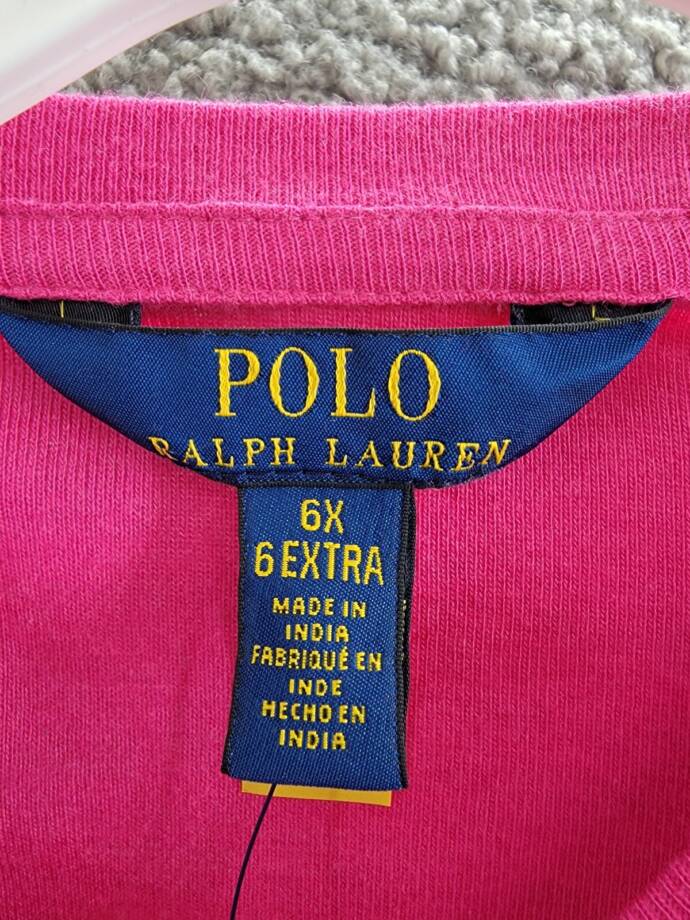 POLO
RALPH LAUREN
6X
6 EXTRA
MADE IN
INDIA
FABRIQUÉ EN
INDE
HECHO EN
INDIA